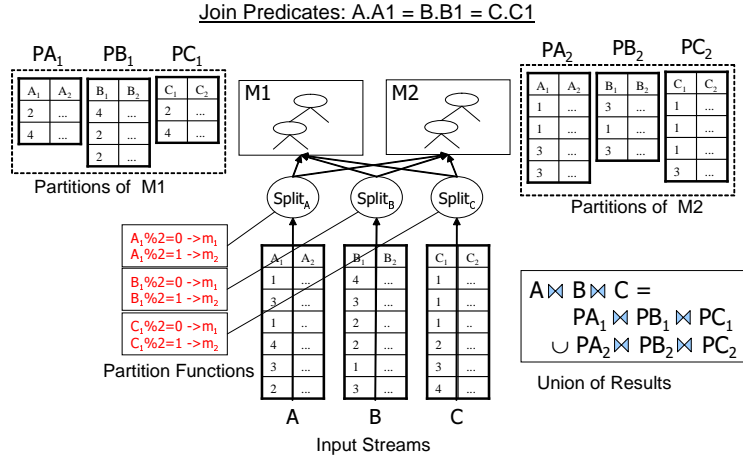 Join Predicates: A.A1 = B.B1 = C.C1
PA1 PB1 PC1
A1 A2
2 ...
4 ...
B1 B2
4 ...
2 ...
2 ...
C1 C2
2 ...
4 ...
Partitions of M1
M1
M2
PA2 PB2 PC2
A1 A2
1 ...
1 ...
3 ...
3 ...
B1 B2
3 ...
1 ...
3 ...
C1 C2
1 ...
1 ...
1 ...
3 ...
Partitions of M2
SplitA
SplitB
SplitC
A1%2=0 ->m1
A1%2=1 ->m2
B1%2=0 ->m1
B1%2=1 ->m2
C1%2=0 ->m1
C1%2=1 ->m2
Partition Functions
A1 A2
1 ...
3 ...
1 ..
4 ...
3 ...
2 ...
A
B1 B2
4 ...
3 ...
2 ..
2 ...
1 ...
3 ...
B
C1 C2
1 ...
1 ...
1 ..
2 ...
3 ...
4 ...
C
Input Streams
A ⋈ B ⋈ C =
PA1 ⋈ PB1 ⋈ PC1
∪ PA2 ⋈ PB2 ⋈ PC2
Union of Results